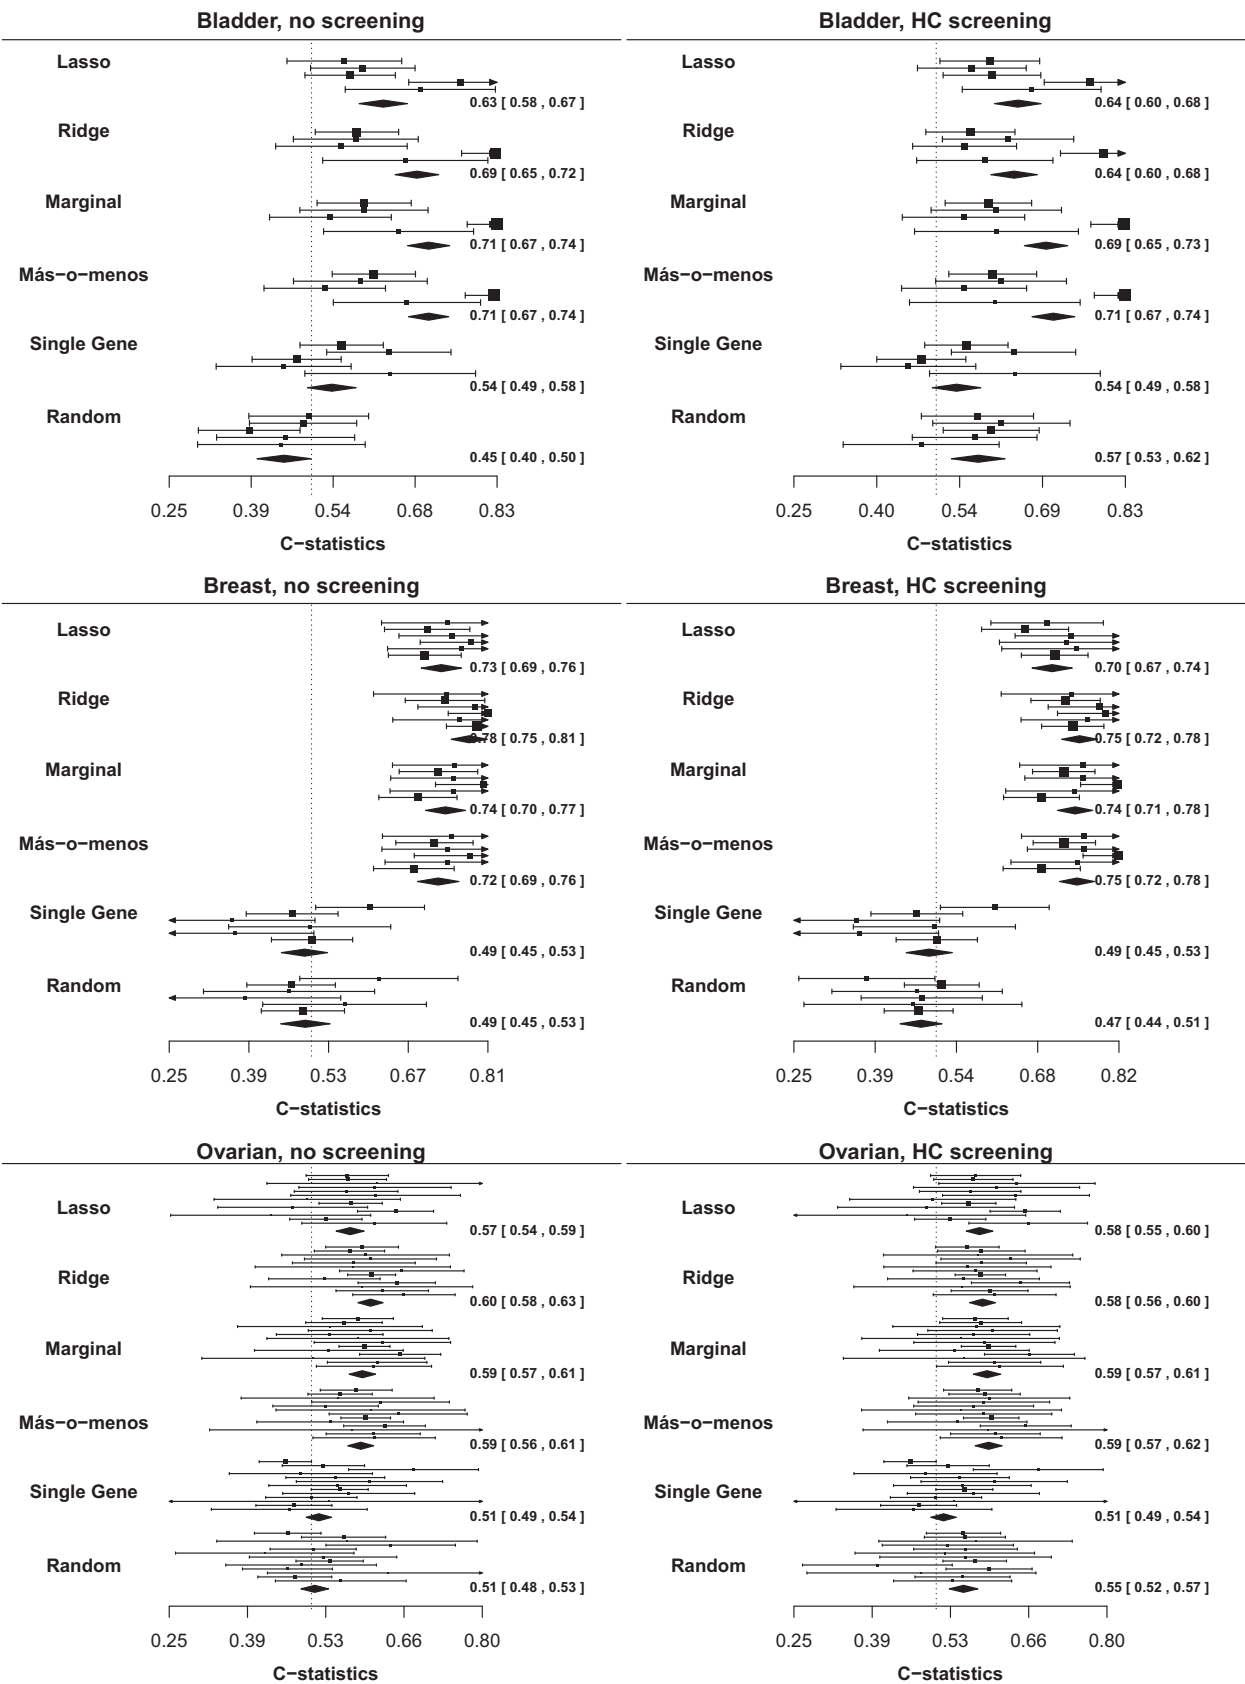 Bladder, no screening
Lasso
0.63 [ 0.58 , 0.67 ]
Ridge
0.69 [ 0.65 , 0.72 ]
Marginal
0.71 [ 0.67 , 0.74 ]
Más−o−menos
0.71 [ 0.67 , 0.74 ]
Single Gene
0.54 [ 0.49 , 0.58 ]
Random
0.45 [ 0.40 , 0.50 ]
0.25 0.39 0.54 0.68 0.83
C−statistics
Bladder, HC screening
Lasso
0.64 [ 0.60 , 0.68 ]
Ridge
0.64 [ 0.60 , 0.68 ]
Marginal
0.69 [ 0.65 , 0.73 ]
Más−o−menos
0.71 [ 0.67 , 0.74 ]
Single Gene
0.54 [ 0.49 , 0.58 ]
Random
0.57 [ 0.53 , 0.62 ]
0.25 0.40 0.54 0.69 0.83
C−statistics
Breast, no screening
Lasso
0.73 [ 0.69 , 0.76 ]
Ridge
0.78 [ 0.75 , 0.81 ]
Marginal
0.74 [ 0.70 , 0.77 ]
Más−o−menos
0.72 [ 0.69 , 0.76 ]
Single Gene
0.49 [ 0.45 , 0.53 ]
Random
0.49 [ 0.45 , 0.53 ]
0.25 0.39 0.53 0.67 0.81
C−statistics
Breast, HC screening
Lasso
0.70 [ 0.67 , 0.74 ]
Ridge
0.75 [ 0.72 , 0.78 ]
Marginal
0.74 [ 0.71 , 0.78 ]
Más−o−menos
0.75 [ 0.72 , 0.78 ]
Single Gene
0.49 [ 0.45 , 0.53 ]
Random
0.47 [ 0.44 , 0.51 ]
0.25 0.39 0.54 0.68 0.82
C−statistics
Ovarian, no screening
Lasso
0.57 [ 0.54 , 0.59 ]
Ridge
0.60 [ 0.58 , 0.63 ]
Marginal
0.59 [ 0.57 , 0.61 ]
Más−o−menos
0.59 [ 0.56 , 0.61 ]
Single Gene
0.51 [ 0.49 , 0.54 ]
Random
0.51 [ 0.48 , 0.53 ]
0.25 0.39 0.53 0.66 0.80
C−statistics
Ovarian, HC screening
Lasso
0.58 [ 0.55 , 0.60 ]
Ridge
0.58 [ 0.56 , 0.60 ]
Marginal
0.59 [ 0.57 , 0.61 ]
Más−o−menos
0.59 [ 0.57 , 0.62 ]
Single Gene
0.51 [ 0.49 , 0.54 ]
Random
0.55 [ 0.52 , 0.57 ]
0.25 0.39 0.53 0.66 0.80
C−statistics